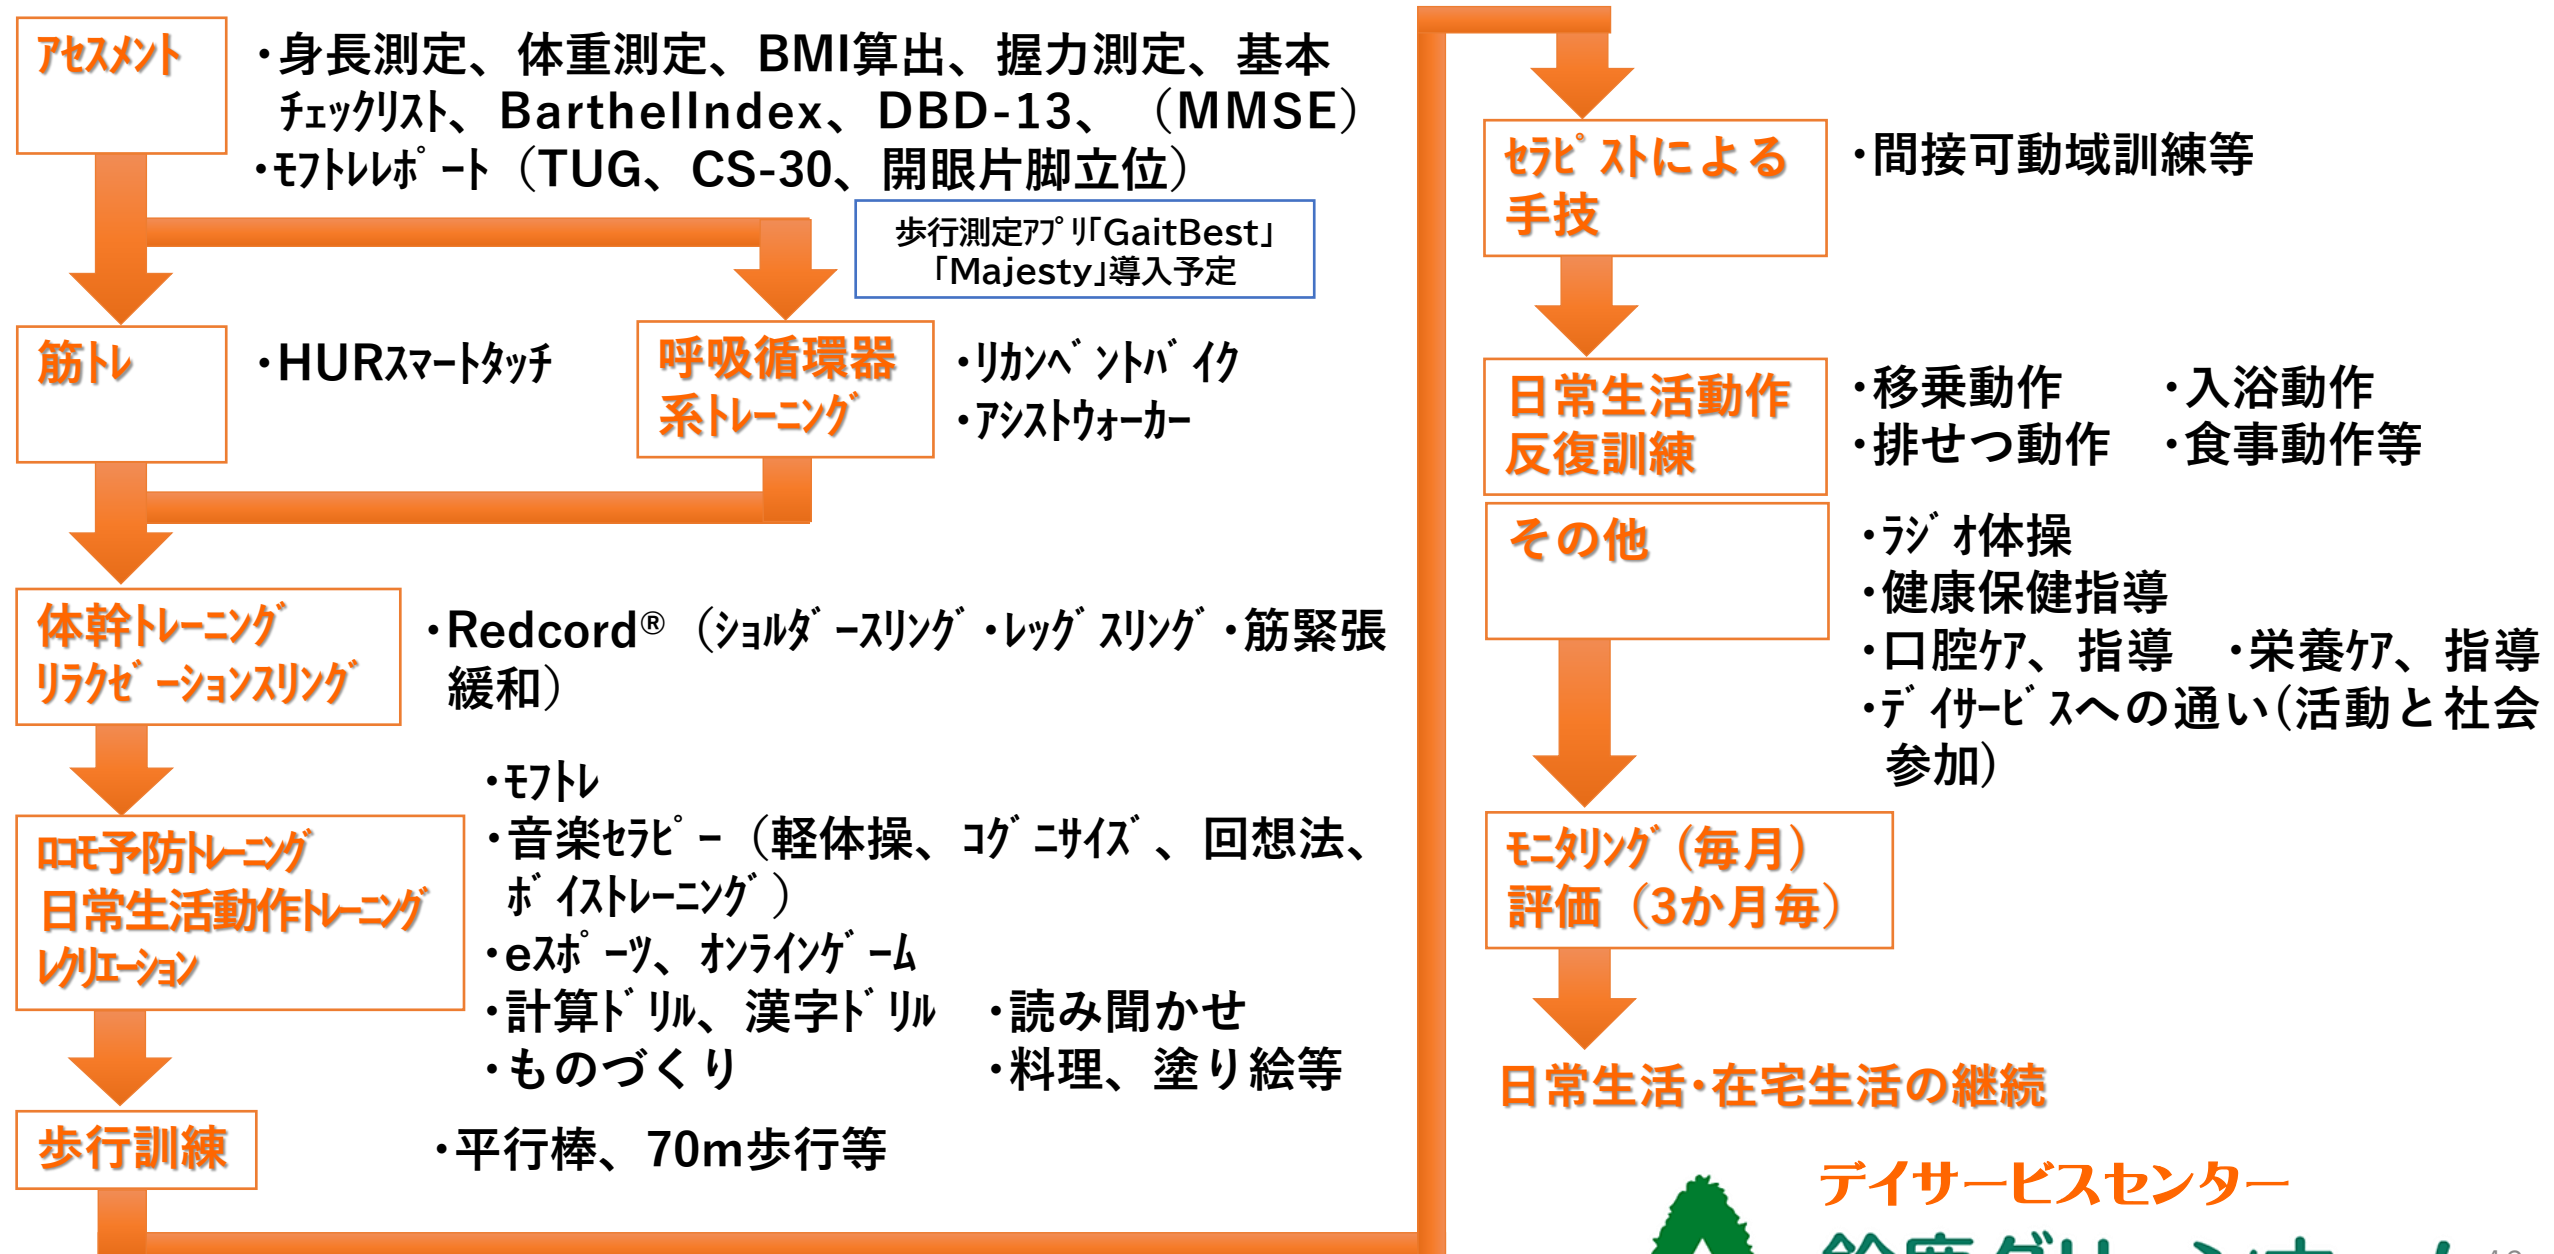 ｱｾｽﾒﾝﾄ
・身長測定、体重測定、BMI算出、握力測定、基本
ﾁｪｯｸﾘｽﾄ、BarthelIndex、DBD-13、（MMSE）
・ﾓﾌﾄﾚﾚﾎﾟｰﾄ（TUG、CS-30、開眼片脚立位）
歩行測定ｱﾌﾟﾘ｢GaitBest｣
｢Majesty｣導入予定
筋ﾄﾚ
・HURｽﾏｰﾄﾀｯﾁ
呼吸循環器
系ﾄﾚｰﾆﾝｸﾞ
・ﾘｶﾝﾍﾞﾝﾄﾊﾞｲｸ
・ｱｼｽﾄｳｫｰｶｰ
体幹ﾄﾚｰﾆﾝｸﾞ
ﾘﾗｸｾﾞｰｼｮﾝｽﾘﾝｸﾞ
・Redcord®（ｼｮﾙﾀﾞｰｽﾘﾝｸﾞ・ﾚｯｸﾞｽﾘﾝｸﾞ・筋緊張
緩和）
ﾛｺﾓ予防ﾄﾚｰﾆﾝｸﾞ
日常生活動作ﾄﾚｰﾆﾝｸﾞ
ﾚｸﾘｴｰｼｮﾝ
・ﾓﾌﾄﾚ
・音楽ｾﾗﾋﾟｰ（軽体操、ｺｸﾞﾆｻｲｽﾞ、回想法、
ﾎﾞｲｽﾄﾚｰﾆﾝｸﾞ）
・eｽﾎﾟｰﾂ、ｵﾝﾗｲﾝｹﾞｰﾑ
・計算ﾄﾞﾘﾙ、漢字ﾄﾞﾘﾙ　・読み聞かせ
・ものづくり　・料理、塗り絵等
歩行訓練
・平行棒、70m歩行等
ｾﾗﾋﾟｽﾄによる
手技
・間接可動域訓練等
日常生活動作
反復訓練
・移乗動作　・入浴動作
・排せつ動作　・食事動作等
その他
・ﾗｼﾞｵ体操
・健康保健指導
・口腔ｹｱ、指導　・栄養ｹｱ、指導
・ﾃﾞｲｻｰﾋﾞｽへの通い(活動と社会
参加)
ﾓﾆﾀﾘﾝｸﾞ(毎月)
評価（3か月毎）
日常生活・在宅生活の継続
デイサービスセンター